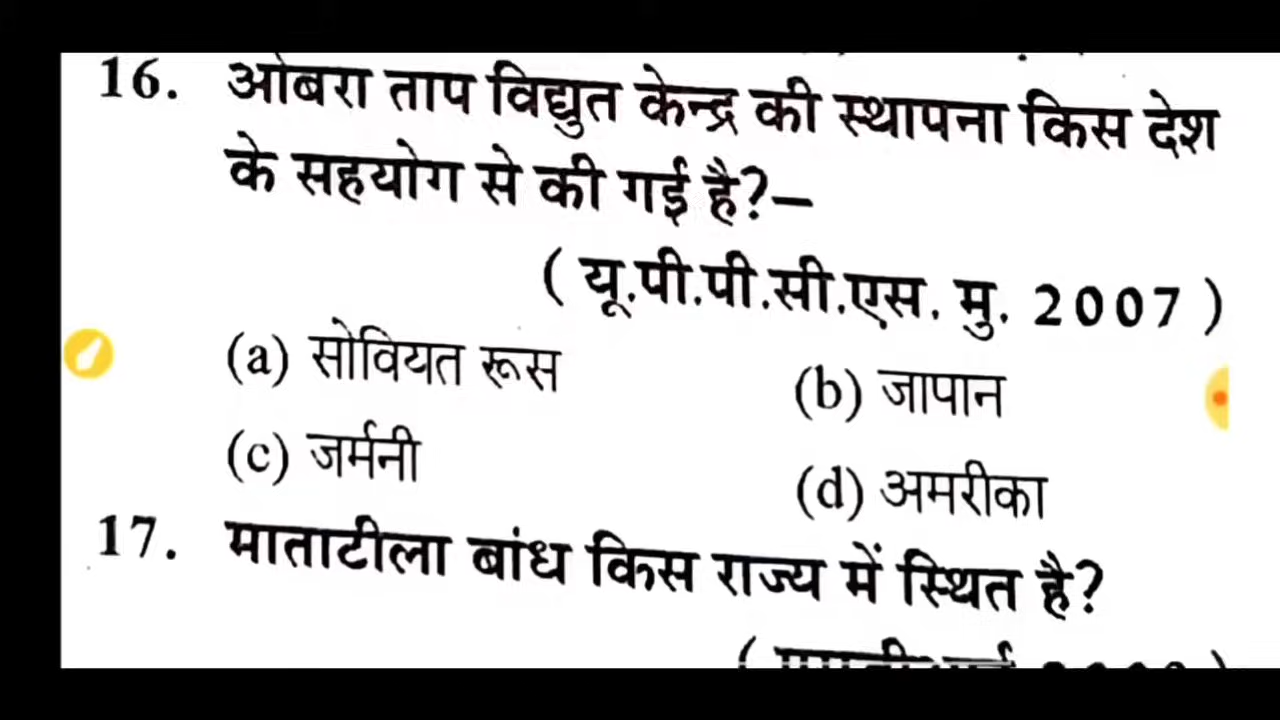 16. ओबरा ताप विद्युत केन्द्र की स्थापना किस देश
के सहयोग से की गई है?–
( यू.पी.पी.सी.एस. मु. 2007 )
(a) सोवियत रूस (b) जापान
(c) जर्मनी (d) अमरीका
17. माताटीला बांध किस राज्य में स्थित है?